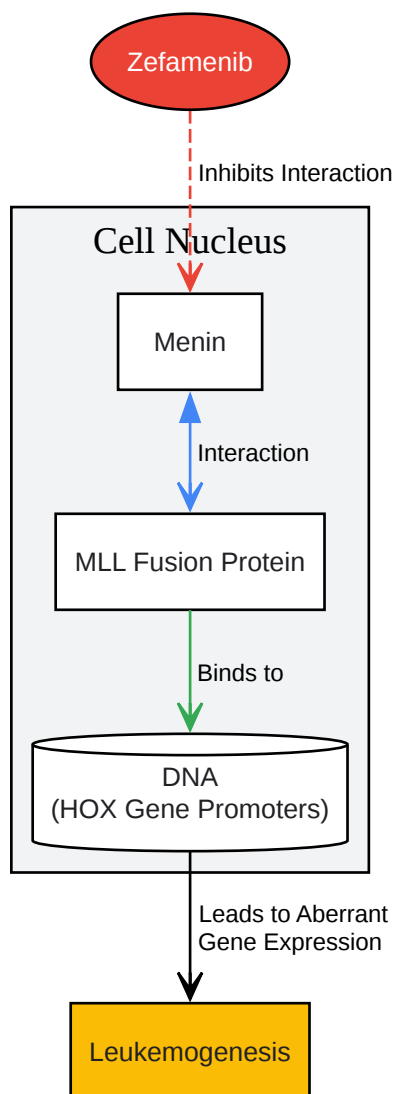 Zefamenib
Inhibits Interaction
Cell Nucleus
Menin
Interaction
MLL Fusion Protein
Binds to
DNA
(HOX Gene Promoters)
Leads to Aberrant
Gene Expression
Leukemogenesis